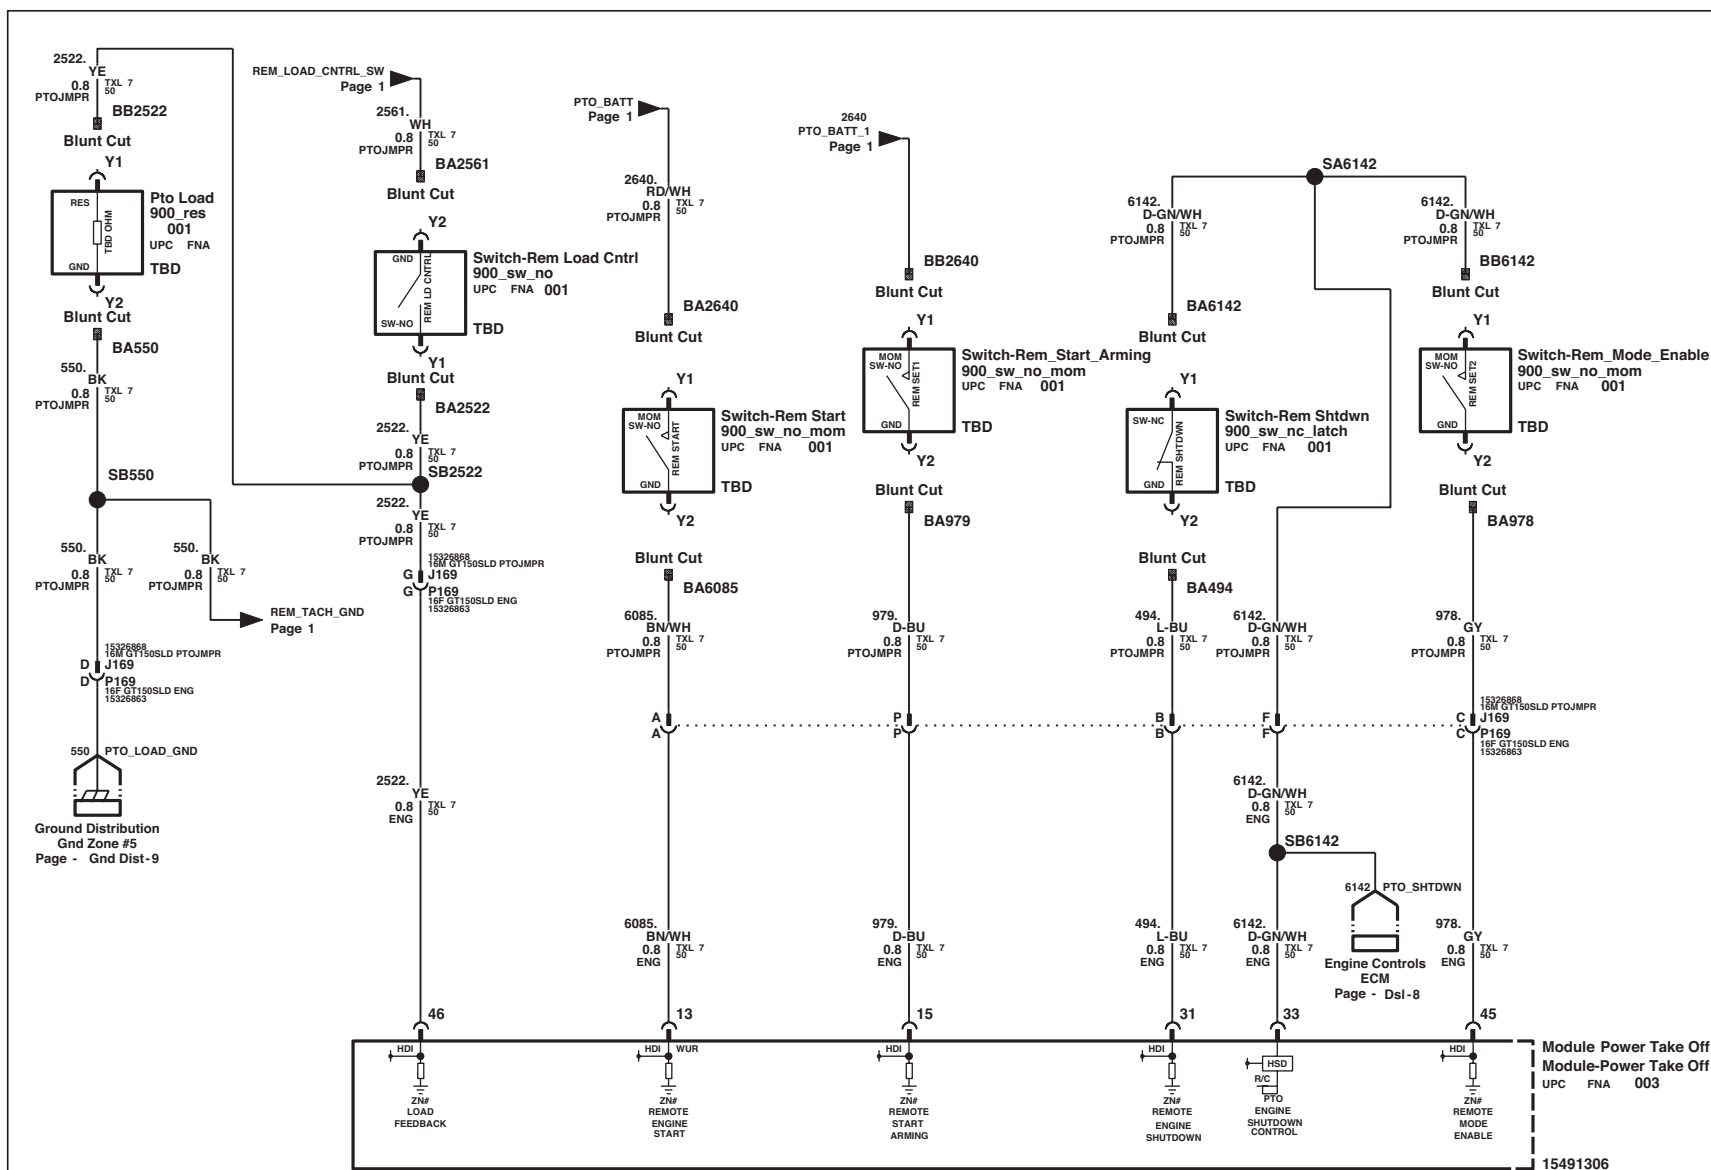 2522.
YE
0.8 TXL 7
50
PTOJMPR
BB2522
Blunt Cut
Y1
RES
TBD OHM
GND
Pto Load
900_res
001
UPC FNA
TBD
Y2
Blunt Cut
BA550
550.
BK
0.8 TXL 7
50
PTOJMPR
SB550
550.
BK
0.8 TXL 7
50
PTOJMPR
550.
BK
0.8 TXL 7
50
PTOJMPR
REM_TACH_GND
Page 1
15326868
16M GT150SLD PTOJMPR
D J169
D P169
16F GT150SLD ENG
15326863
550 PTO_LOAD_GND
Ground Distribution
Gnd Zone #5
Page - Gnd Dist-9
REM_LOAD_CNTRL_SW
Page 1
2561.
WH
0.8 TXL 7
50
PTOJMPR
BA2561
Blunt Cut
Y2
GND
REM LD CNTRL
SW-NO
Switch-Rem Load Cntrl
900_sw_no
UPC FNA 001
TBD
Y1
Blunt Cut
BA2522
2522.
YE
0.8 TXL 7
50
PTOJMPR
SB2522
2522.
YE
0.8 TXL 7
50
PTOJMPR
15326868
16M GT150SLD PTOJMPR
G J169
G P169
16F GT150SLD ENG
15326863
2522.
YE
0.8 TXL 7
50
ENG
46
PTO_BATT
Page 1
2640.
RD/WH
0.8 TXL 7
50
PTOJMPR
BA2640
Blunt Cut
Y1
MOM
SW-NO
REM START
GND
Switch-Rem Start
900_sw_no_mom
UPC FNA 001
TBD
Y2
Blunt Cut
BA6085
6085.
BN/WH
0.8 TXL 7
50
PTOJMPR
A
A
6085.
BN/WH
0.8 TXL 7
50
ENG
13
2640
PTO_BATT_1
Page 1
BB2640
Blunt Cut
Y1
MOM
SW-NO
REM SET1
GND
Switch-Rem_Start_Arming
900_sw_no_mom
UPC FNA 001
TBD
Y2
Blunt Cut
BA979
979.
D-BU
0.8 TXL 7
50
PTOJMPR
P
P
979.
D-BU
0.8 TXL 7
50
ENG
15
SA6142
6142.
D-GN/WH
0.8 TXL 7
50
PTOJMPR
BA6142
Blunt Cut
Y1
SW-NC
REM SHTDWN
GND
Switch-Rem Shtdwn
900_sw_nc_latch
UPC FNA 001
TBD
Y2
Blunt Cut
BA494
494.
L-BU
0.8 TXL 7
50
PTOJMPR
B
B
494.
L-BU
0.8 TXL 7
50
ENG
31
6142.
D-GN/WH
0.8 TXL 7
50
PTOJMPR
F
F
6142.
D-GN/WH
0.8 TXL 7
50
ENG
SB6142
6142 PTO_SHTDWN
Engine Controls
ECM
Page - Dsl-8
6142.
D-GN/WH
0.8 TXL 7
50
ENG
33
6142.
D-GN/WH
0.8 TXL 7
50
PTOJMPR
BB6142
Blunt Cut
Y1
MOM
SW-NO
REM SET2
GND
Switch-Rem_Mode_Enable
900_sw_no_mom
UPC FNA 001
TBD
Y2
Blunt Cut
BA978
978.
GY
0.8 TXL 7
50
PTOJMPR
15326868
16M GT150SLD PTOJMPR
C J169
C P169
16F GT150SLD ENG
15326863
978.
GY
0.8 TXL 7
50
ENG
45
HDI
ZN#
LOAD
FEEDBACK
HDI WUR
ZN#
REMOTE
ENGINE
START
HDI
ZN#
REMOTE
START
ARMING
HDI
ZN#
REMOTE
ENGINE
SHUTDOWN
HSD
R/C
PTO
ENGINE
SHUTDOWN
CONTROL
HDI
ZN#
REMOTE
MODE
ENABLE
Module Power Take Off
Module-Power Take Off
UPC FNA 003
15491306